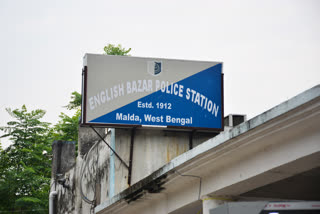 ENGLISH BAZAR POLICE STATION
Estd. 1912
Malda, West Bengal